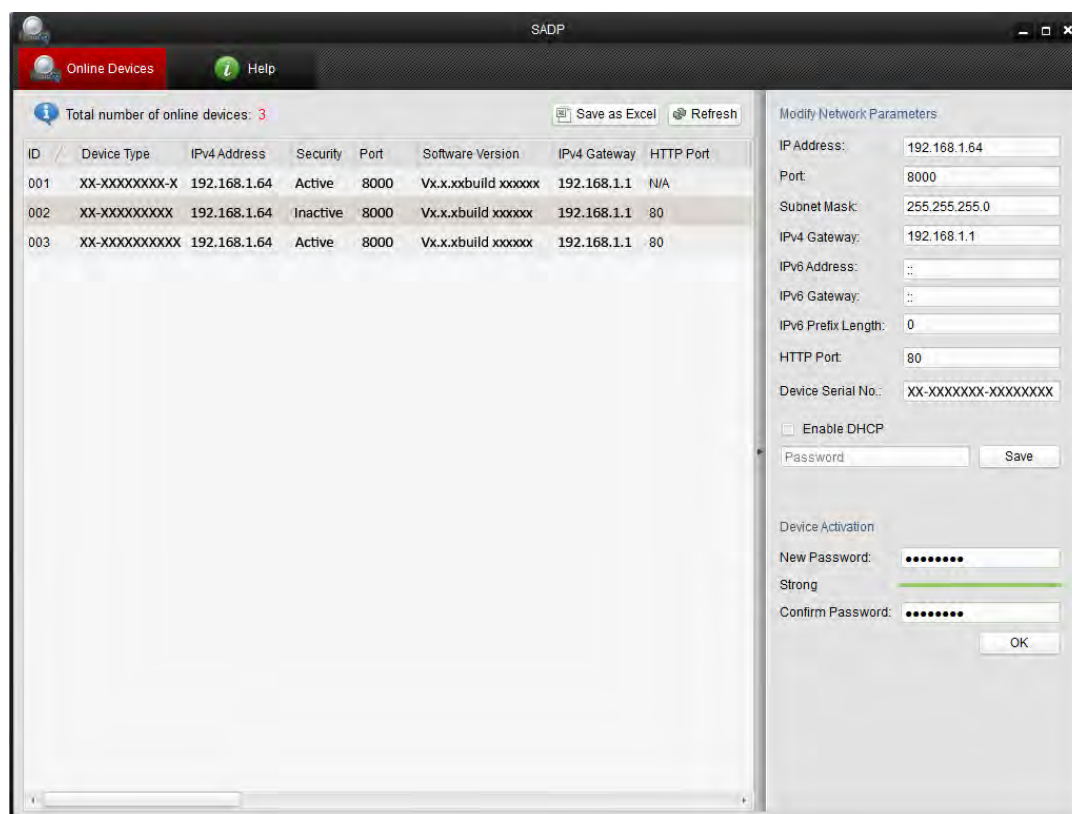 SADP
Online Devices Help
Total number of online devices: 3 Save as Excel Refresh
ID Device Type IPv4 Address Security Port Software Version IPv4 Gateway HTTP Port
001 XX-XXXXXXXX-X 192.168.1.64 Active 8000 Vx.x.xxbuild xxxxxx 192.168.1.1 N/A
002 XX-XXXXXXXXX 192.168.1.64 Inactive 8000 Vx.x.xbuild xxxxxx 192.168.1.1 80
003 XX-XXXXXXXXXX 192.168.1.64 Active 8000 Vx.x.xbuild xxxxxx 192.168.1.1 80
Modify Network Parameters
IP Address: 192.168.1.64
Port: 8000
Subnet Mask: 255.255.255.0
IPv4 Gateway: 192.168.1.1
IPv6 Address: ::
IPv6 Gateway: ::
IPv6 Prefix Length: 0
HTTP Port: 80
Device Serial No.: XX-XXXXXXX-XXXXXXXX
Enable DHCP
Password Save
Device Activation
New Password: ••••••••
Strong
Confirm Password: ••••••••
OK